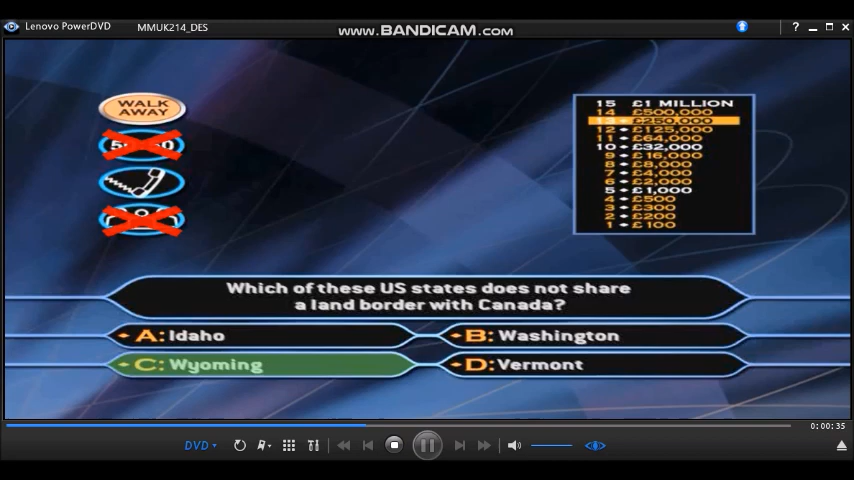 Lenovo PowerDVD
MMUK214_DES
WWW.BANDICAM.COM
?
WALK
AWAY
15 £1 MILLION
14 £500,000
13 £250,000
12 £125,000
11 £64,000
10 £32,000
9 £16,000
8 £8,000
7 £4,000
6 £2,000
5 £1,000
4 £500
3 £300
2 £200
1 £100
Which of these US states does not share
a land border with Canada?
A: Idaho
B: Washington
C: Wyoming
D: Vermont
0:00:35
DVD